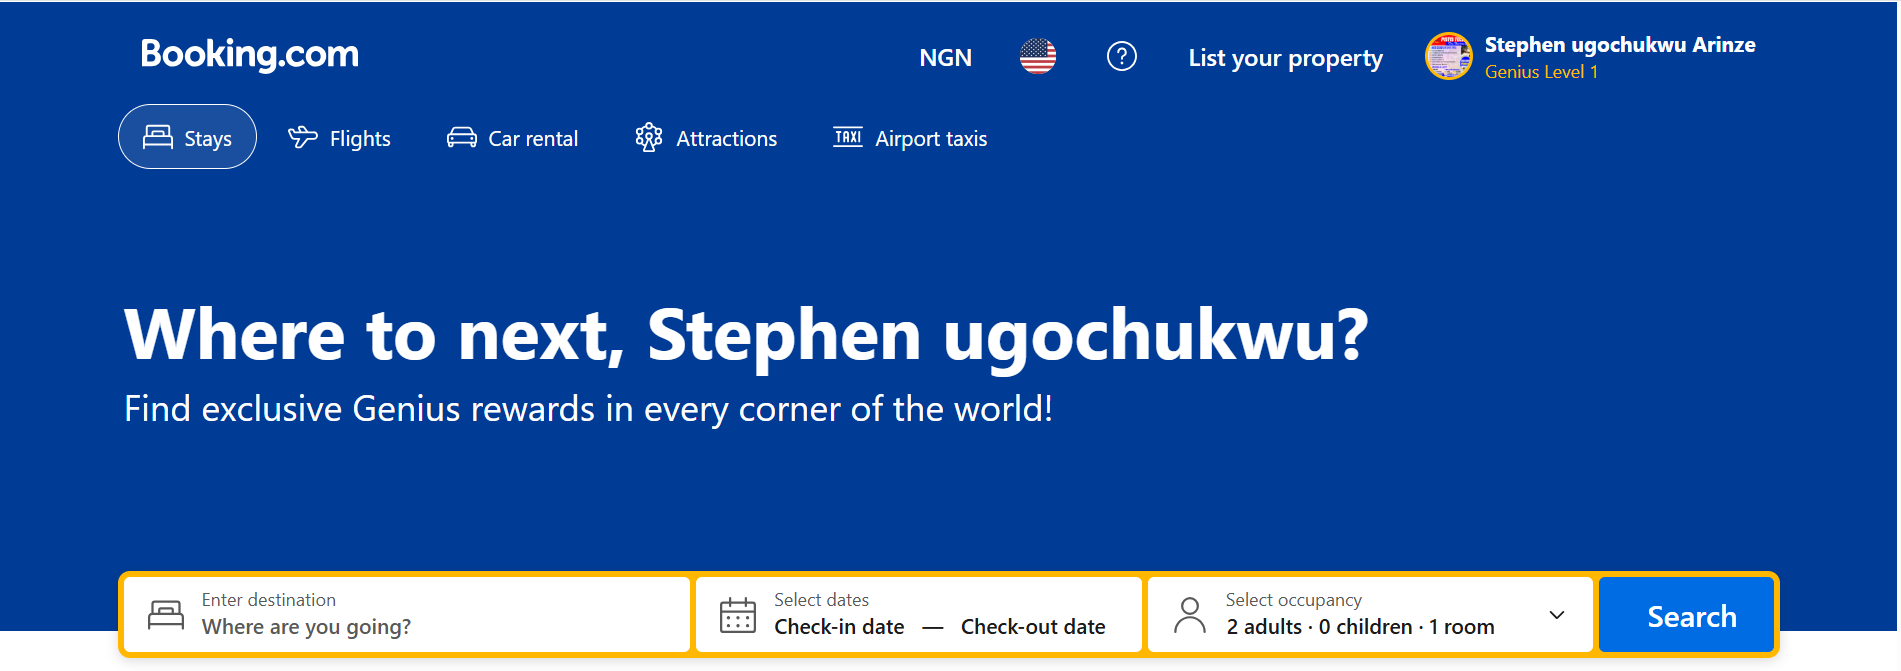 Booking.com
NGN
List your property
Stephen ugochukwu Arinze
Genius Level 1
Stays
Flights
Car rental
Attractions
TAXI
Airport taxis
Where to next, Stephen ugochukwu?
Find exclusive Genius rewards in every corner of the world!
Enter destination
Where are you going?
Select dates
Check-in date — Check-out date
Select occupancy
2 adults · 0 children · 1 room
Search